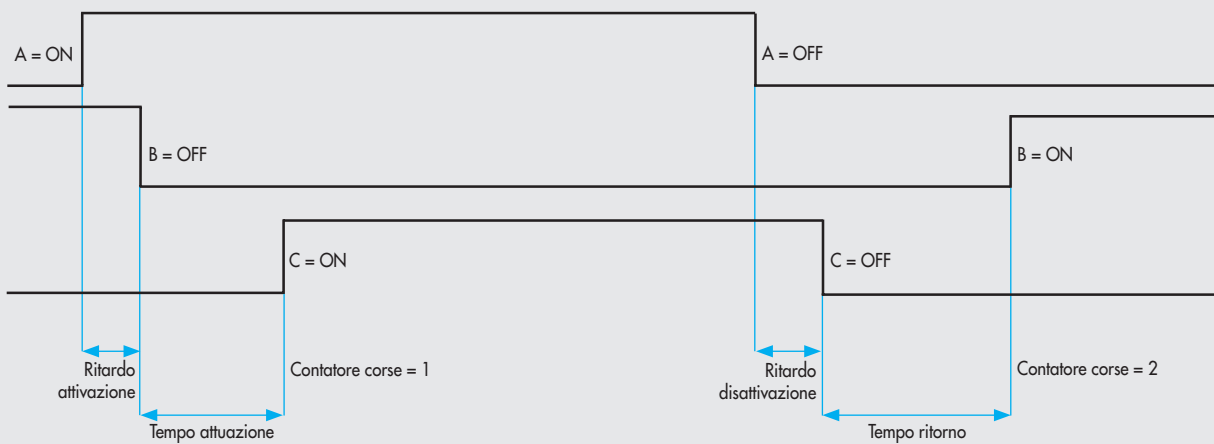 A = ON
A = OFF
B = OFF
B = ON
C = ON
C = OFF
Ritardo
attivazione
Contatore corse = 1
Ritardo
disattivazione
Contatore corse = 2
Tempo attuazione
Tempo ritorno